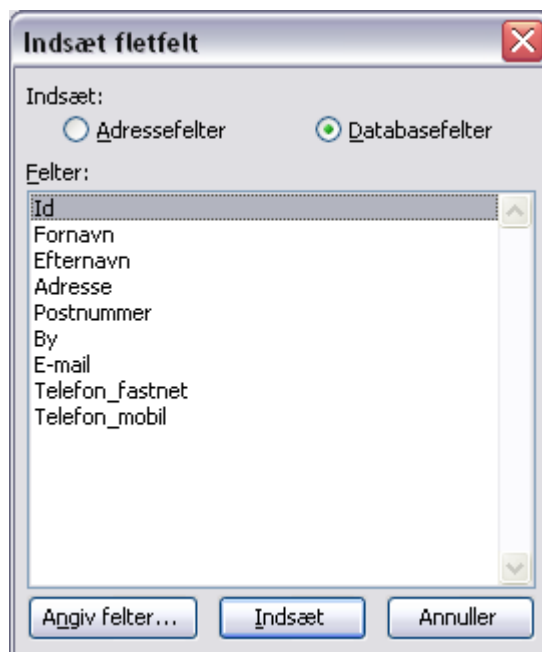 Indsæt fletfelt
Indsæt:
Adressefelter Databasefelter
Felter:
Id
Fornavn
Efternavn
Adresse
Postnummer
By
E-mail
Telefon_fastnet
Telefon_mobil
Angiv felter... Indsæt Annuller